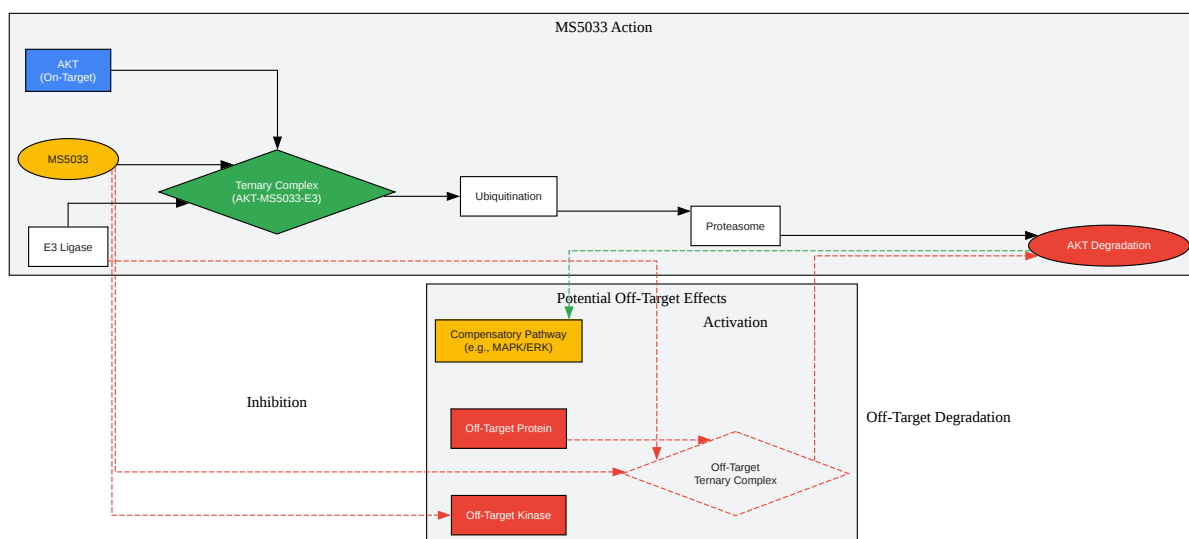 MS5033 Action
AKT
(On-Target)
MS5033
Ternary Complex
(AKT-MS5033-E3)
Ubiquitination
E3 Ligase
Proteasome
AKT Degradation
Potential Off-Target Effects
Activation
Compensatory Pathway
(e.g., MAPK/ERK)
Inhibition
Off-Target Degradation
Off-Target Protein
Off-Target
Ternary Complex
Off-Target Kinase